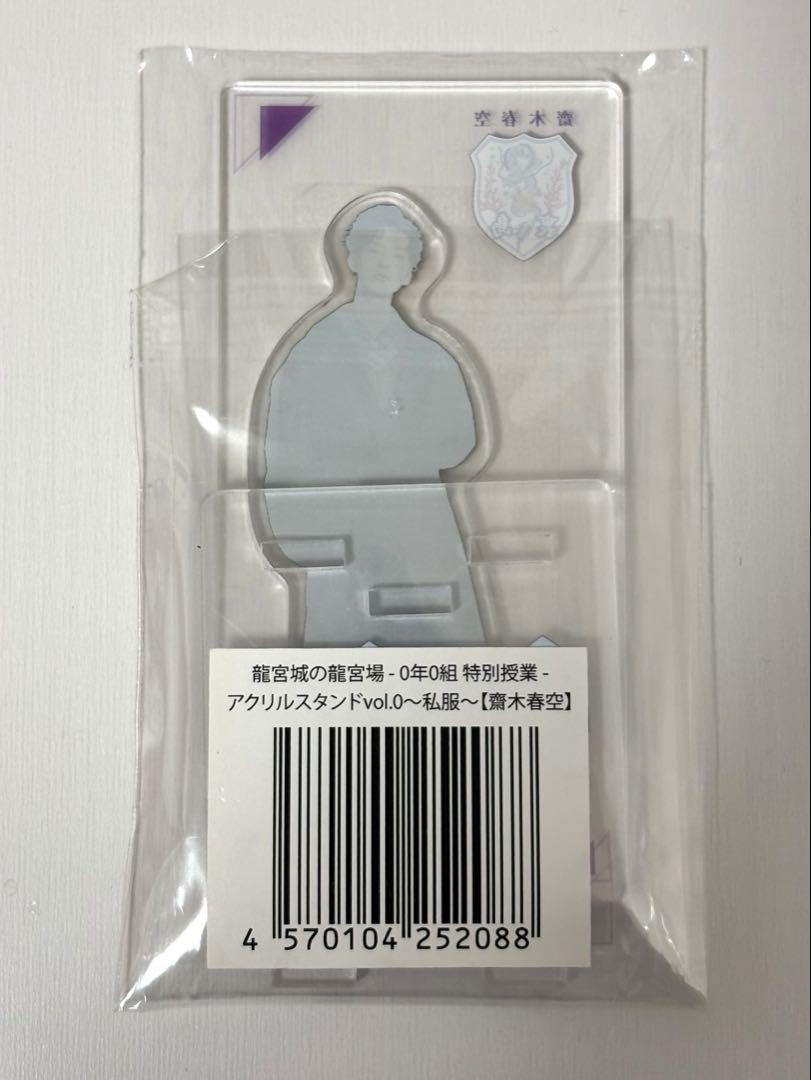 齋木春空
龍宮城の龍宮場 - 0年0組 特別授業 -
アクリルスタンドvol.0～私服～【齋木春空】
4 570104 252088